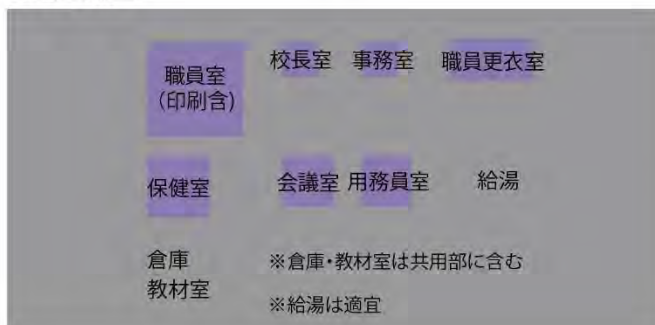 職員室
(印刷含)
校長室 事務室 職員更衣室
保健室 会議室 用務員室 給湯
倉庫
教材室
※倉庫・教材室は共用部に含む
※給湯は適宜